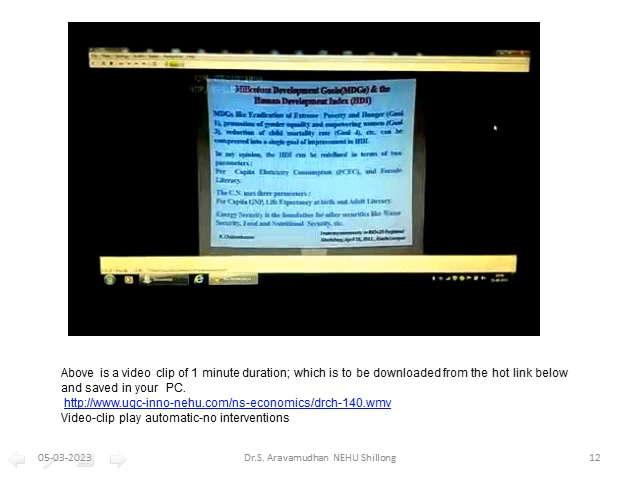 Millennium Development Goals(MDGs) & the
Human Development Index (HDI)
MDGs like Eradication of Extreme Poverty and Hunger (Goal
1), promotion of gender equality and empowering women (Goal
3), reduction of child mortality rate (Goal 4), etc. can be
compressed into a single goal of improvement in HDI.
In my opinion, the HDI can be redefined in terms of two
parameters :
Per Capita Electricity Consumption (PCEC), and Female
Literacy.
The U.N. uses three parameters :
Per Capita GNP, Life Expectancy at birth and Adult Literacy.
Energy Security is the foundation for other securities like Water
Security, Food and Nutritional Security, etc.
Above is a video clip of 1 minute duration; which is to be downloaded from the hot link below
and saved in your PC.
http://www.ugc-inno-nehu.com/ns-economics/drch-140.wmv
Video-clip play automatic-no interventions
05-03-2023 Dr.S. Aravamudhan NEHU Shillong 12